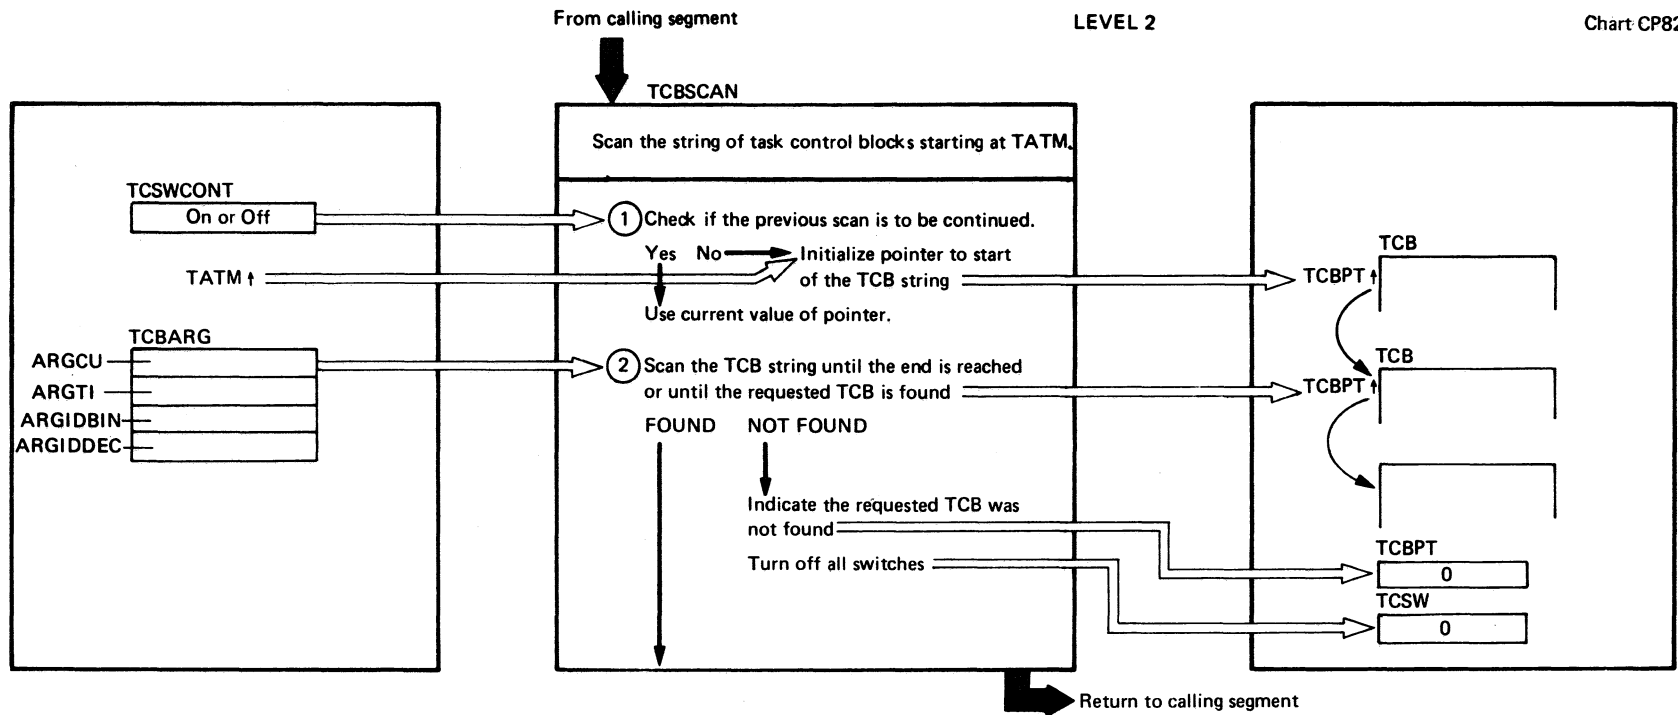 From calling segment
LEVEL 2
Chart CP82
TCBSCAN
Scan the string of task control blocks starting at TATM.
TCSWCONT
On or Off
1 Check if the previous scan is to be continued.
Yes No Initialize pointer to start
of the TCB string
TATM
Use current value of pointer.
TCB
TCBPT
TCBARG
ARGCU
ARGTI
ARGIDBIN
ARGIDDEC
2 Scan the TCB string until the end is reached
or until the requested TCB is found
FOUND NOT FOUND
TCB
TCBPT
Indicate the requested TCB was
not found
Turn off all switches
TCBPT
0
TCSW
0
Return to calling segment